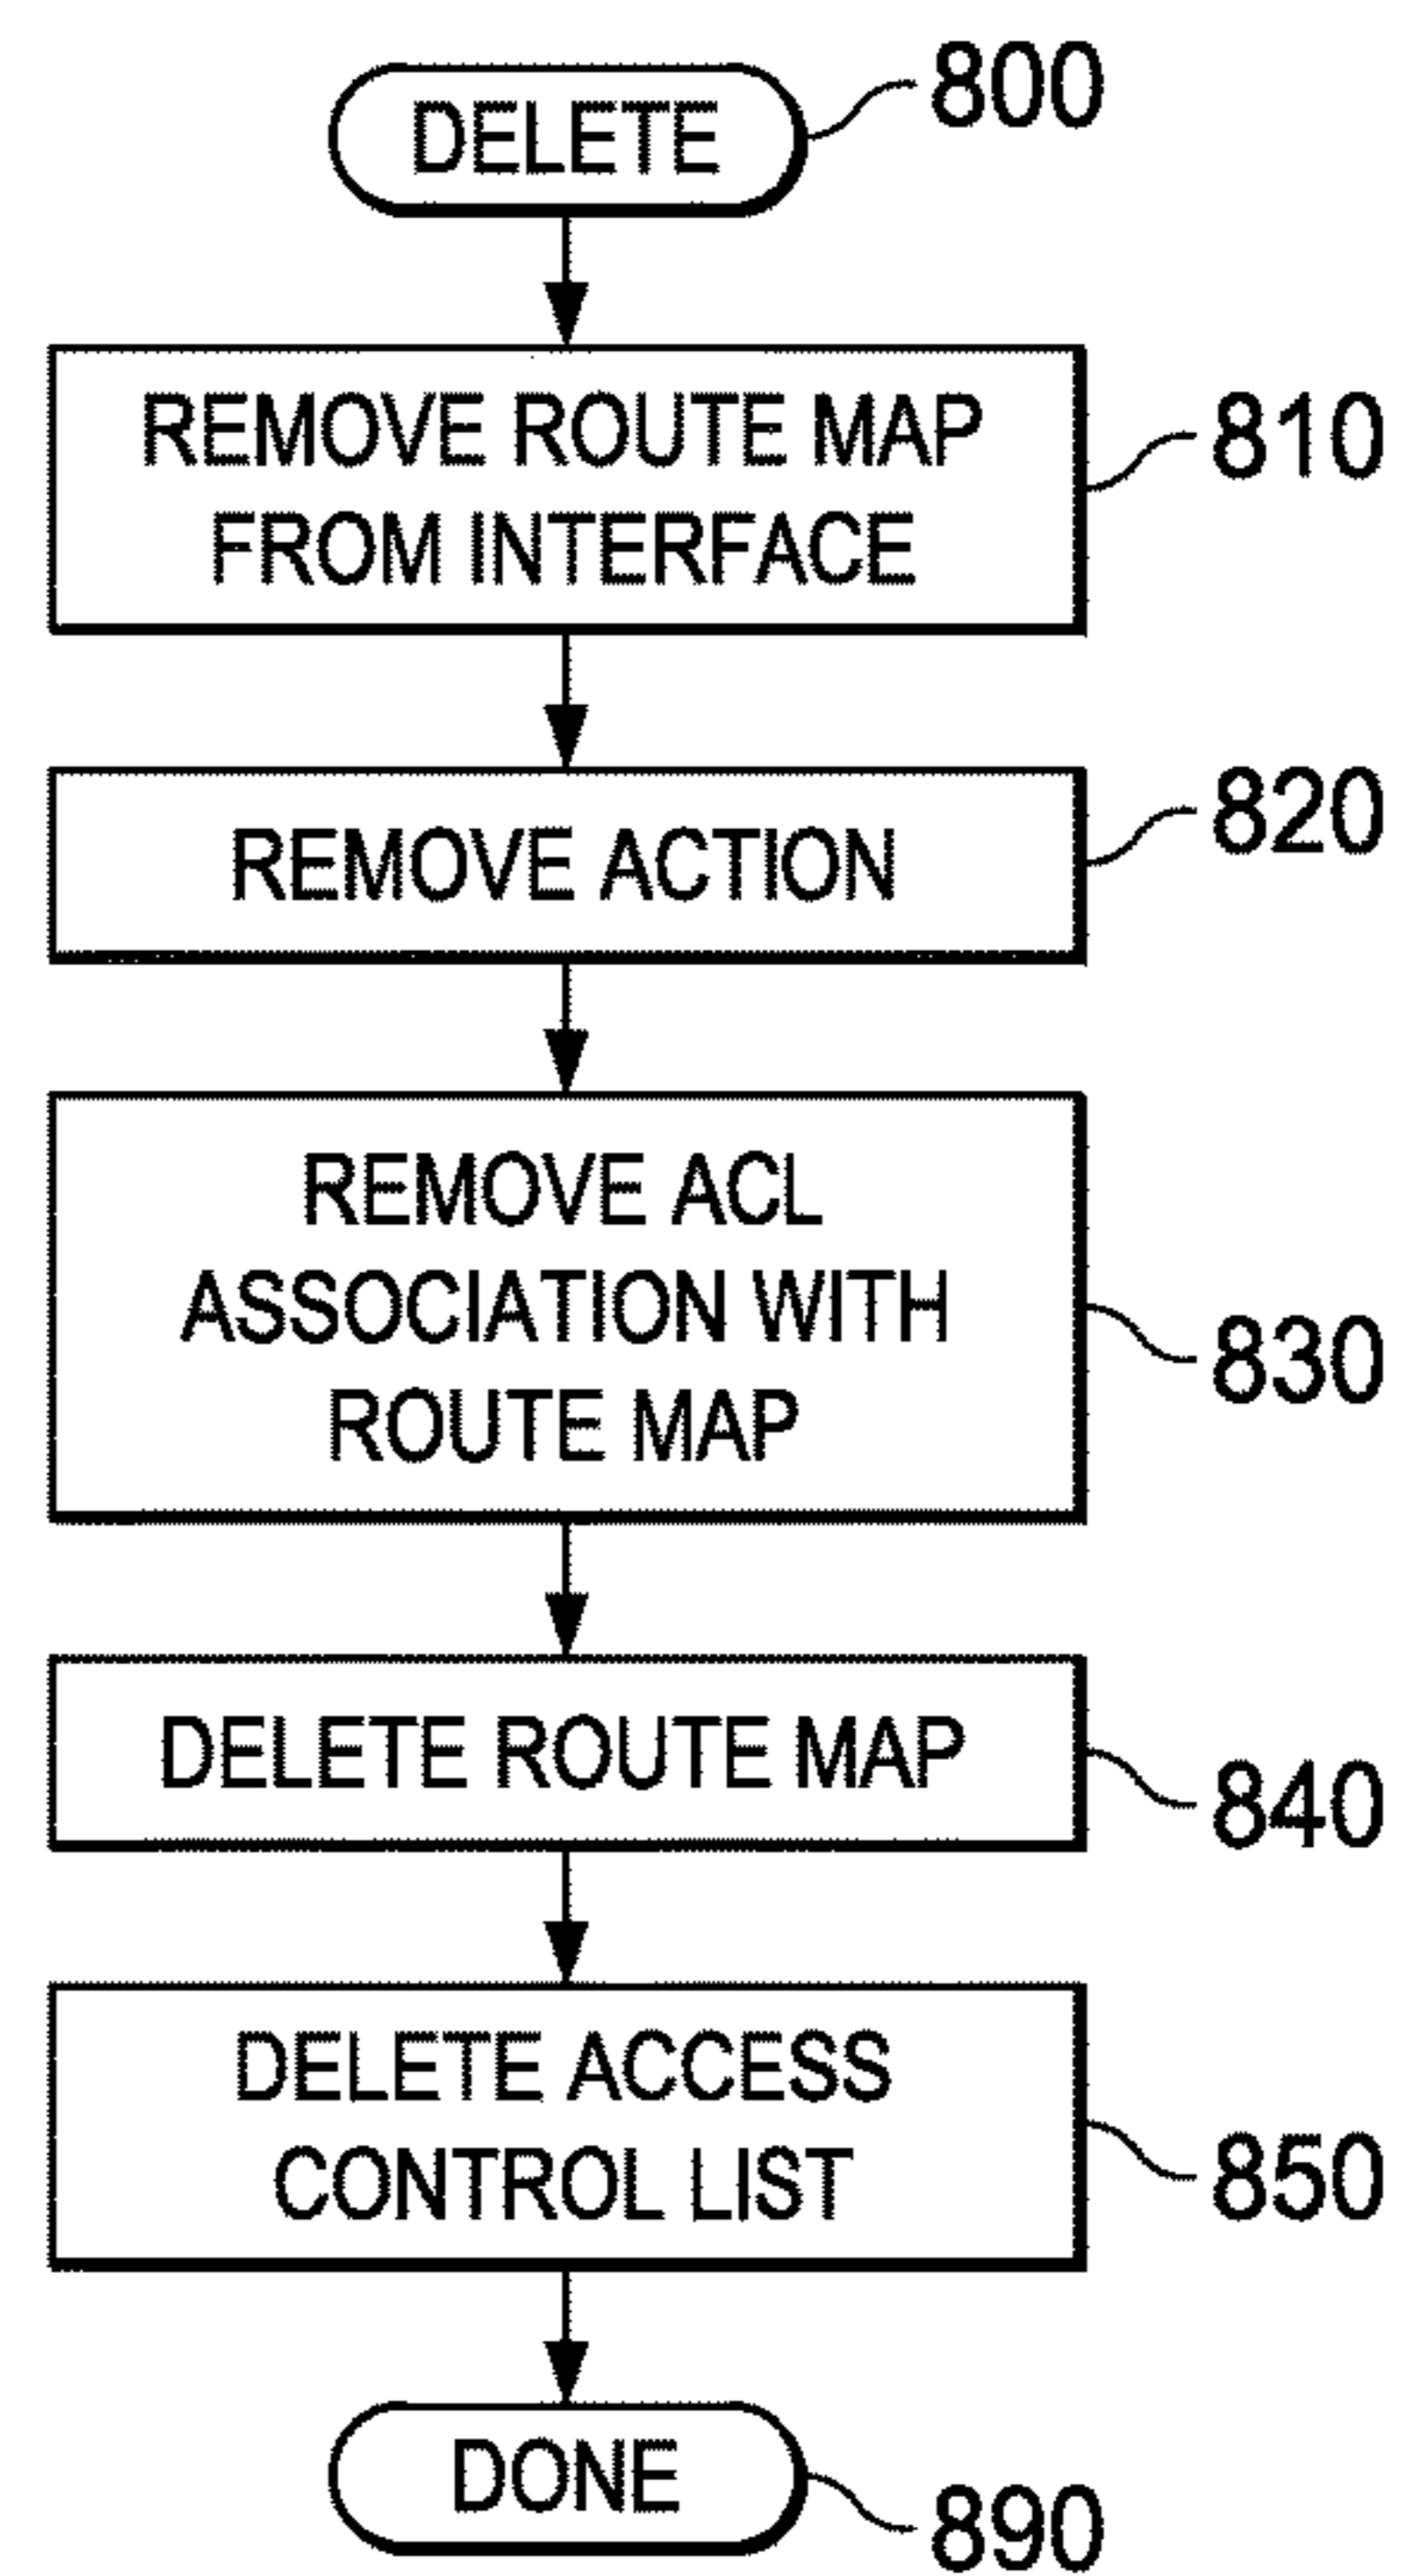 DELETE
800
REMOVE ROUTE MAP
FROM INTERFACE
810
REMOVE ACTION
820
REMOVE ACL
ASSOCIATION WITH
ROUTE MAP
830
DELETE ROUTE MAP
840
DELETE ACCESS
CONTROL LIST
850
DONE
890